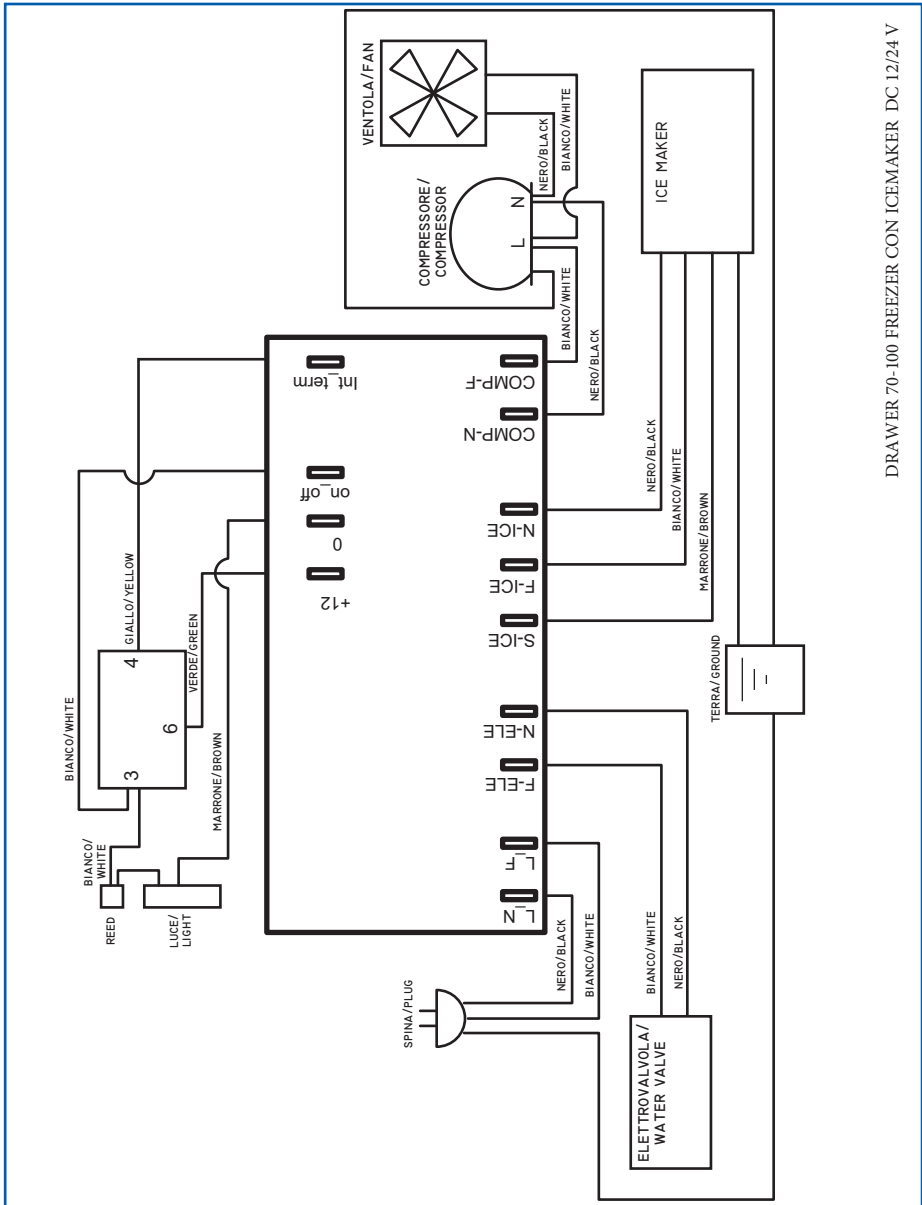 VENTOLA/FAN
NERO/BLACK
BIANCO/WHITE
COMPRESSORE/
COMPRESSOR
L
N
ICE MAKER
BIANCO/WHITE
NERO/BLACK
NERO/BLACK
BIANCO/WHITE
MARRONE/BROWN
TERRA/GROUND
BIANCO/WHITE
GIALLO/YELLOW
VERDE/GREEN
MARRONE/BROWN
3
4
6
BIANCO/
WHITE
REED
LUCE/
LIGHT
Int_term
on_off
0
+12
COMP-F
COMP-N
N-ICE
F-ICE
S-ICE
N-ELE
F-ELE
L_F
L_N
SPINA/PLUG
NERO/BLACK
BIANCO/WHITE
BIANCO/WHITE
NERO/BLACK
ELETTROVALVOLA/
WATER VALVE
DRAWER 70-100 FREEZER CON ICEMAKER DC 12/24 V